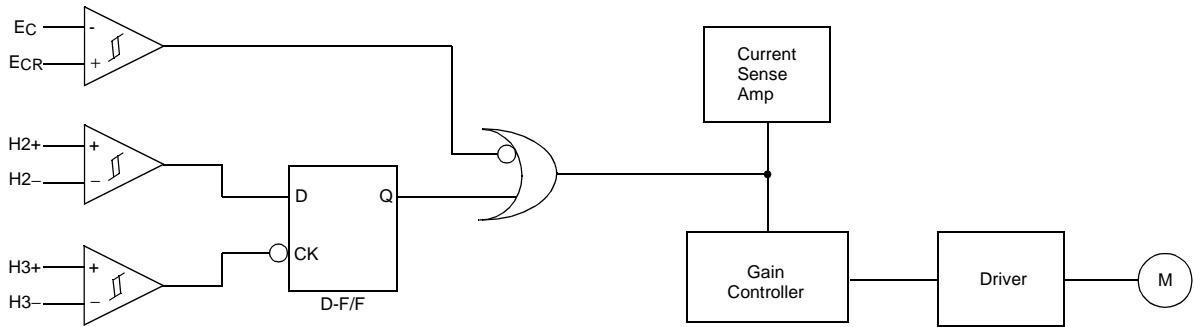 EC
-
ECR
+
Current
Sense
Amp
H2+
+
H2−
−
D
Q
H3+
+
CK
H3−
−
D-F/F
Gain
Controller
Driver
M